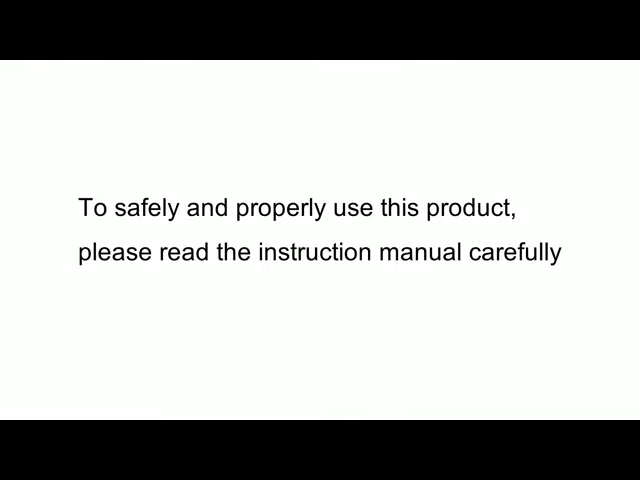 To safely and properly use this product,
please read the instruction manual carefully